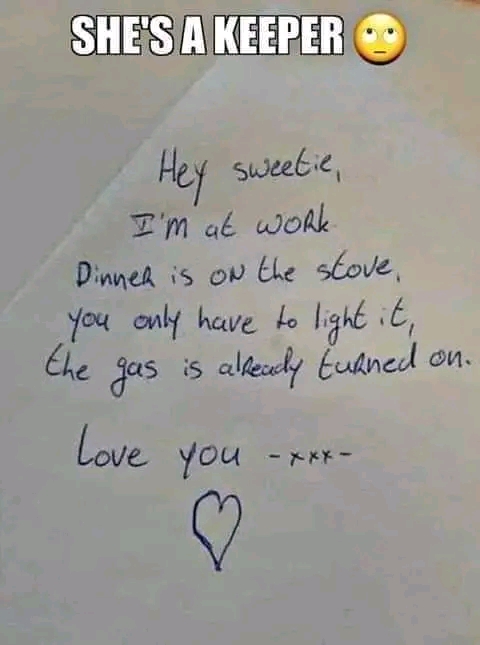 SHE'S A KEEPER 🙄
Hey sweetie,
I'm at work.
Dinner is on the stove,
you only have to light it,
the gas is already turned on.
Love you -xxx-
♡